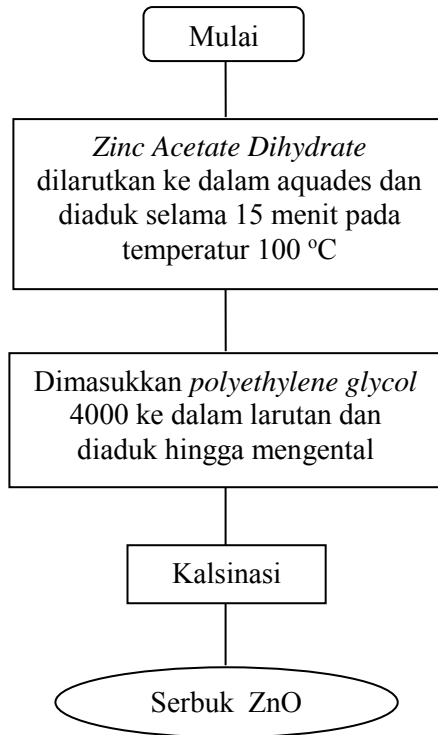 Mulai
Zinc Acetate Dihydrate
dilarutkan ke dalam aquades dan
diaduk selama 15 menit pada
temperatur 100 °C
Dimasukkan polyethylene glycol
4000 ke dalam larutan dan
diaduk hingga mengental
Kalsinasi
Serbuk ZnO